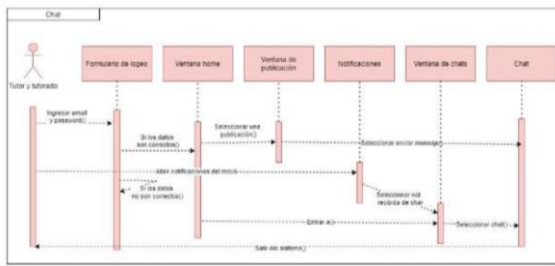 Chat
Tutor y tutorado
Formulario de logeo
Ventana home
Ventana de
publicación
Notificaciones
Ventana de chats
Chat
Ingresar email
y password()
Si los datos
son correctos()
Seleccionar una
publicación()
Seleccionar enviar mensaje()
Abrir notificaciones del móvil
Si los datos
no son correctos()
Seleccionar not
recibida de chat
Entrar a()
Seleccionar chat()
Salir del sistema()